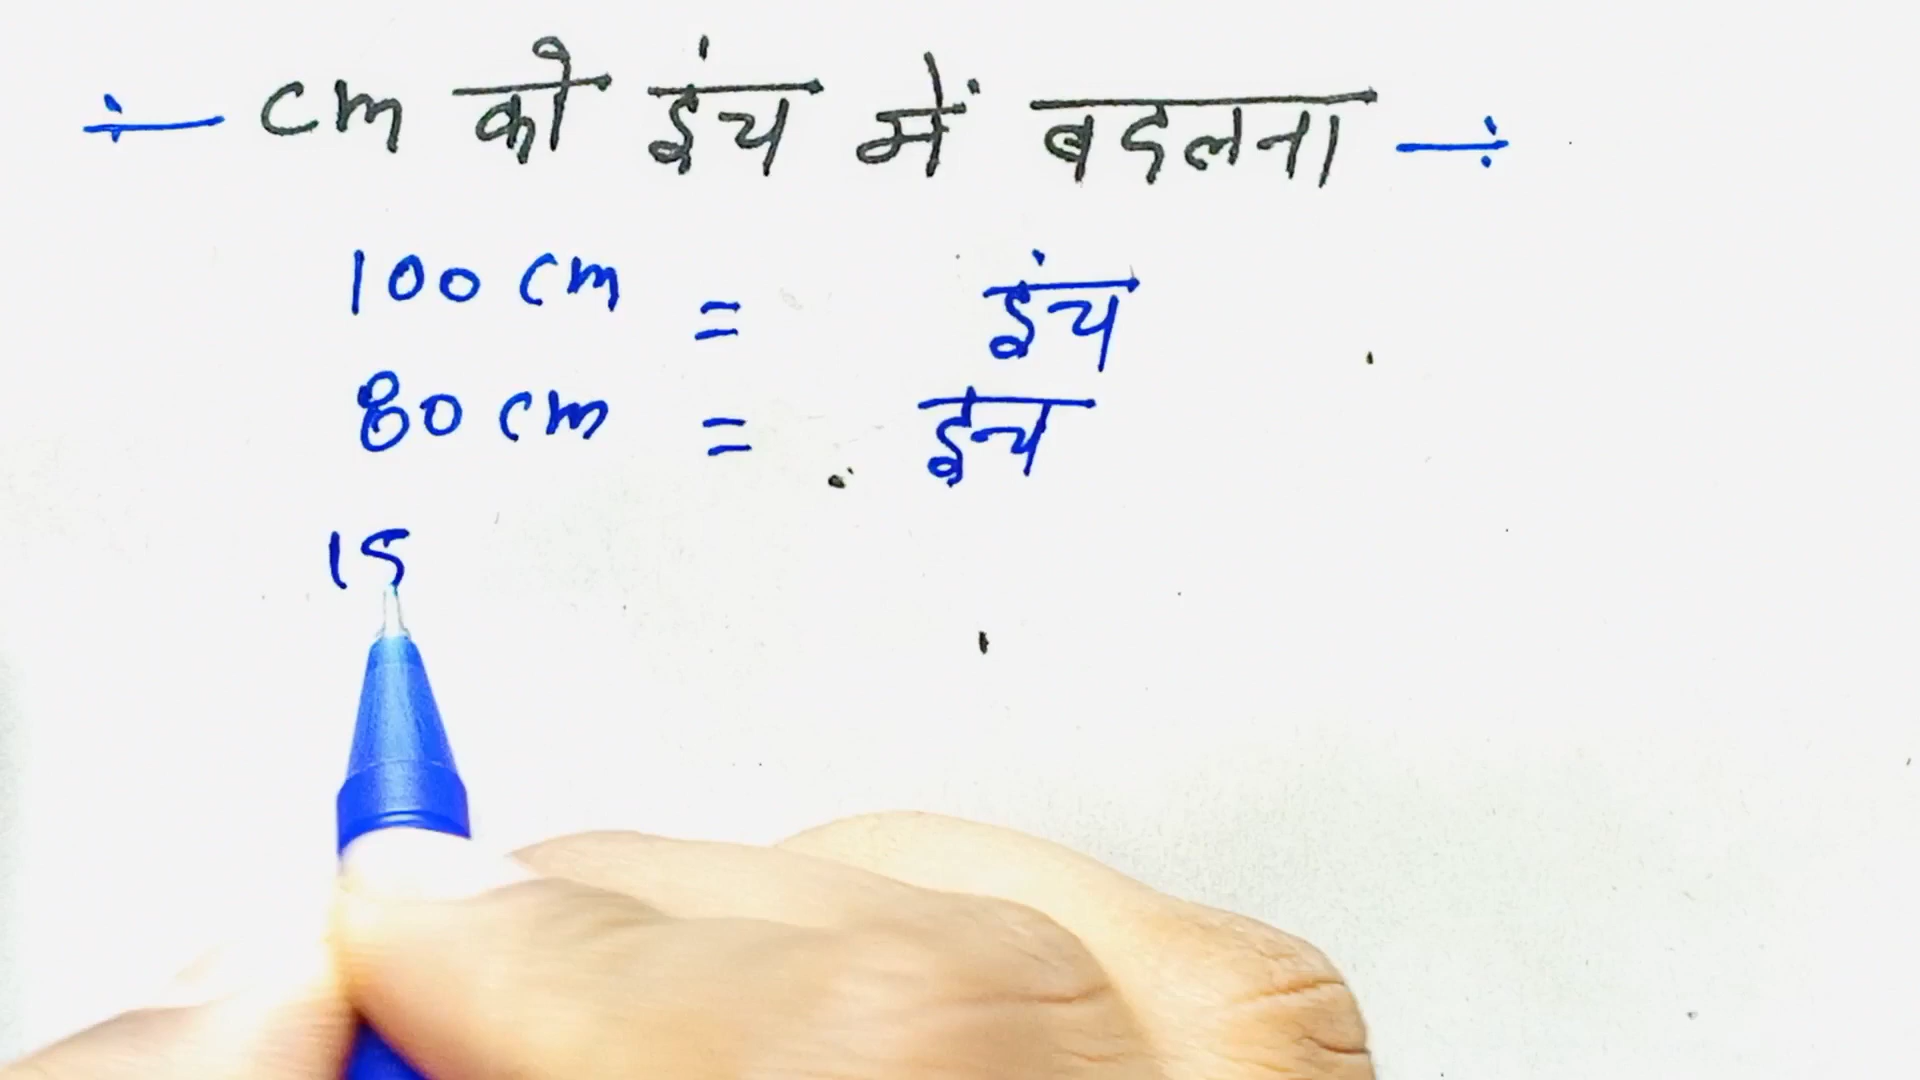 ÷ cm को इंच में बदलना ÷
100 cm = इंच
80 cm = इंच
15